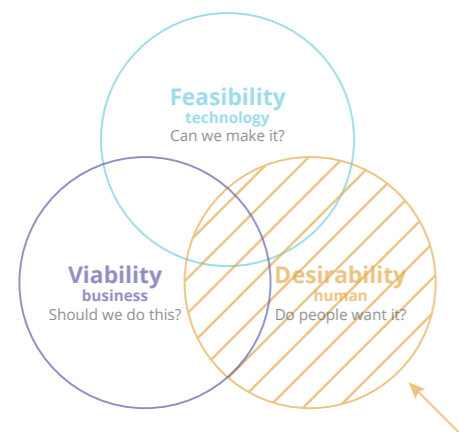 Feasibility
technology
Can we make it?
Viability
business
Should we do this?
Desirability
human
Do people want it?